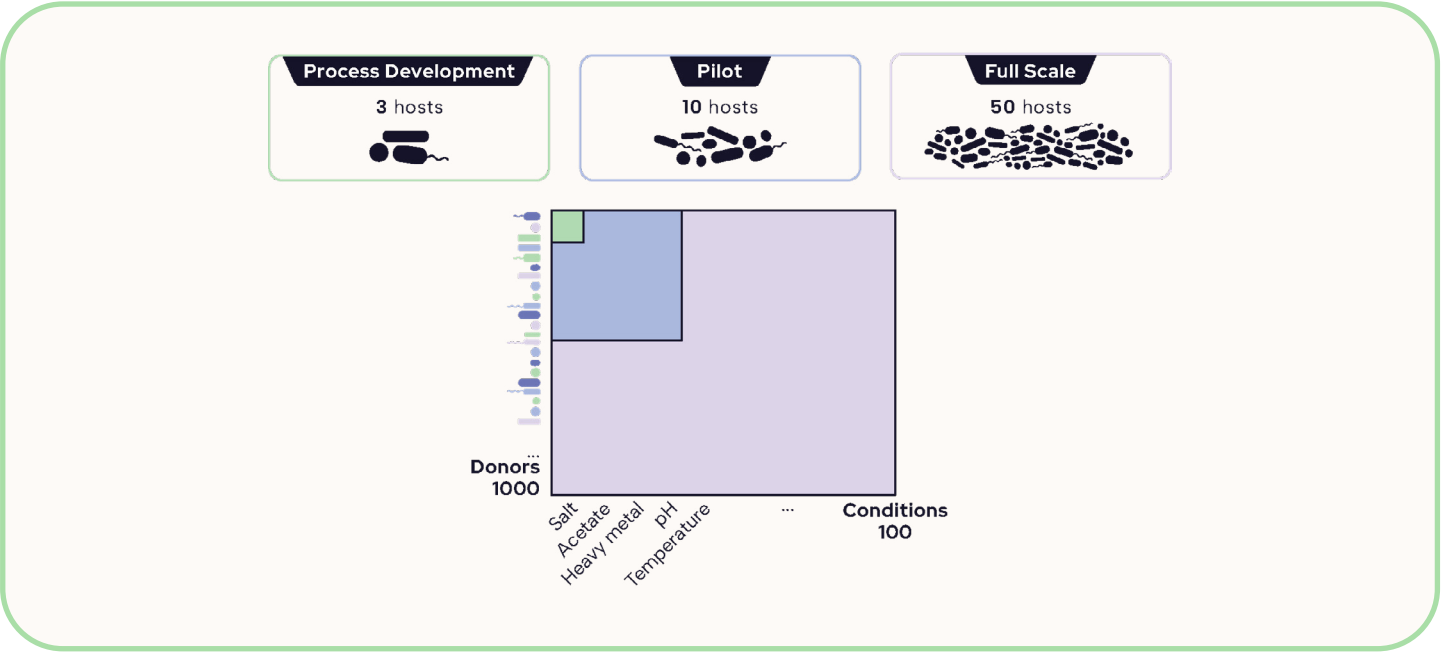 Process Development
3 hosts
Pilot
10 hosts
Full Scale
50 hosts
...
Donors
1000
Salt
Acetate
Heavy metal
pH
Temperature
...
Conditions
100